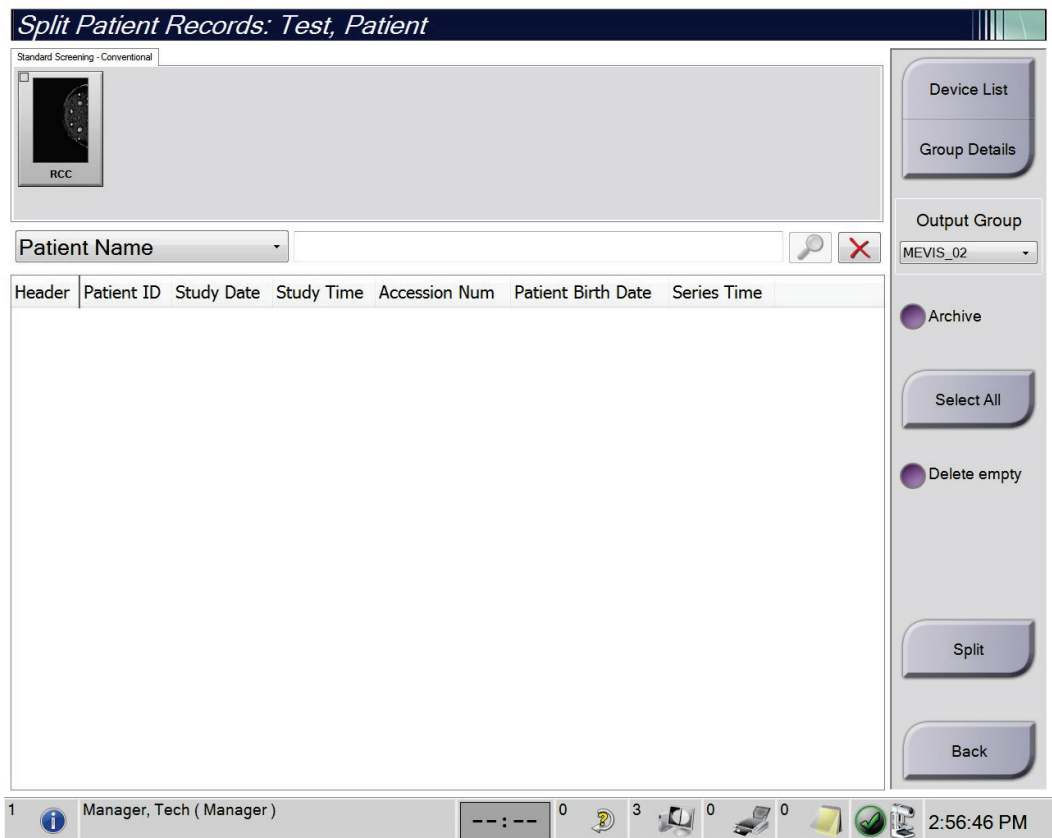 Split Patient Records: Test, Patient
Standard Screening - Conventional
RCC
Device List
Group Details
Output Group
MEVIS_02
Patient Name
Header Patient ID Study Date Study Time Accession Num Patient Birth Date Series Time
Archive
Select All
Delete empty
Split
Back
1 Manager, Tech ( Manager ) --:-- 0 3 0 0 2:56:46 PM